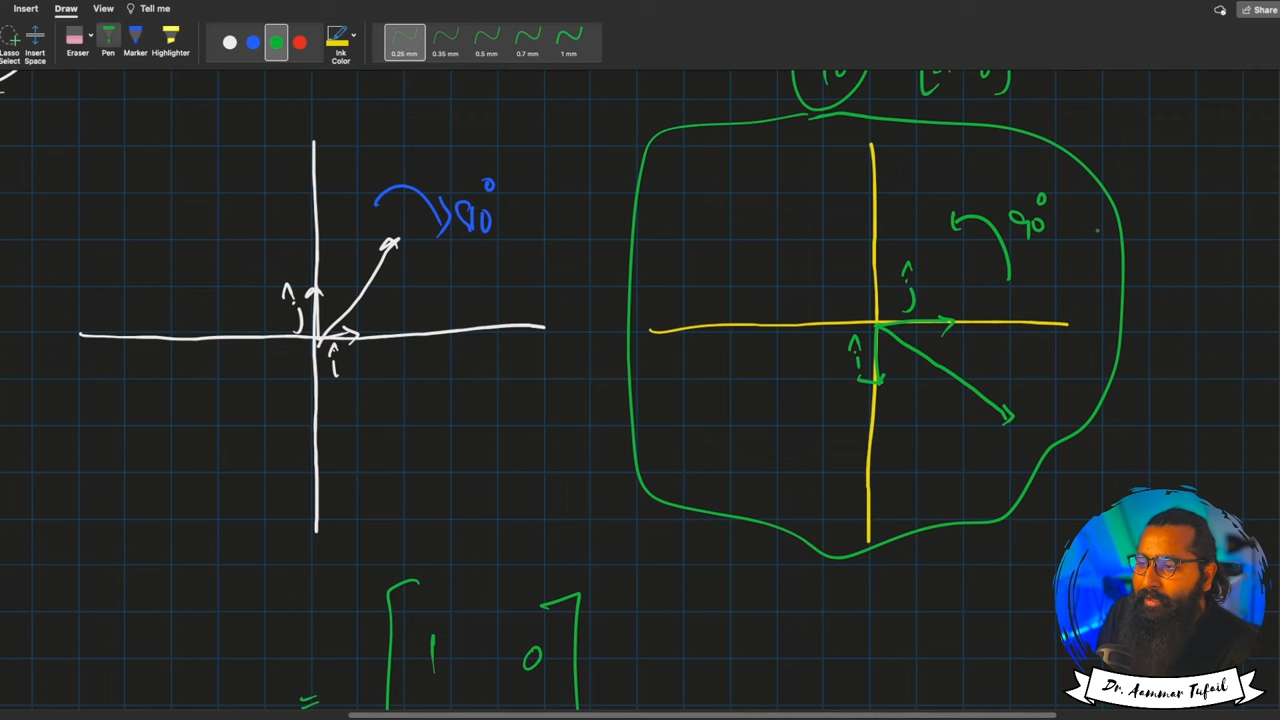 Insert Draw View Tell me
Share
Lasso Select
Insert Space
Eraser
Pen
Marker
Highlighter
Ink Color
0.25 mm
0.35 mm
0.5 mm
0.7 mm
1 mm
90°
ĵ
î
90°
ĵ
î
= [ 1 0 ]
Dr. Aammar Tufail